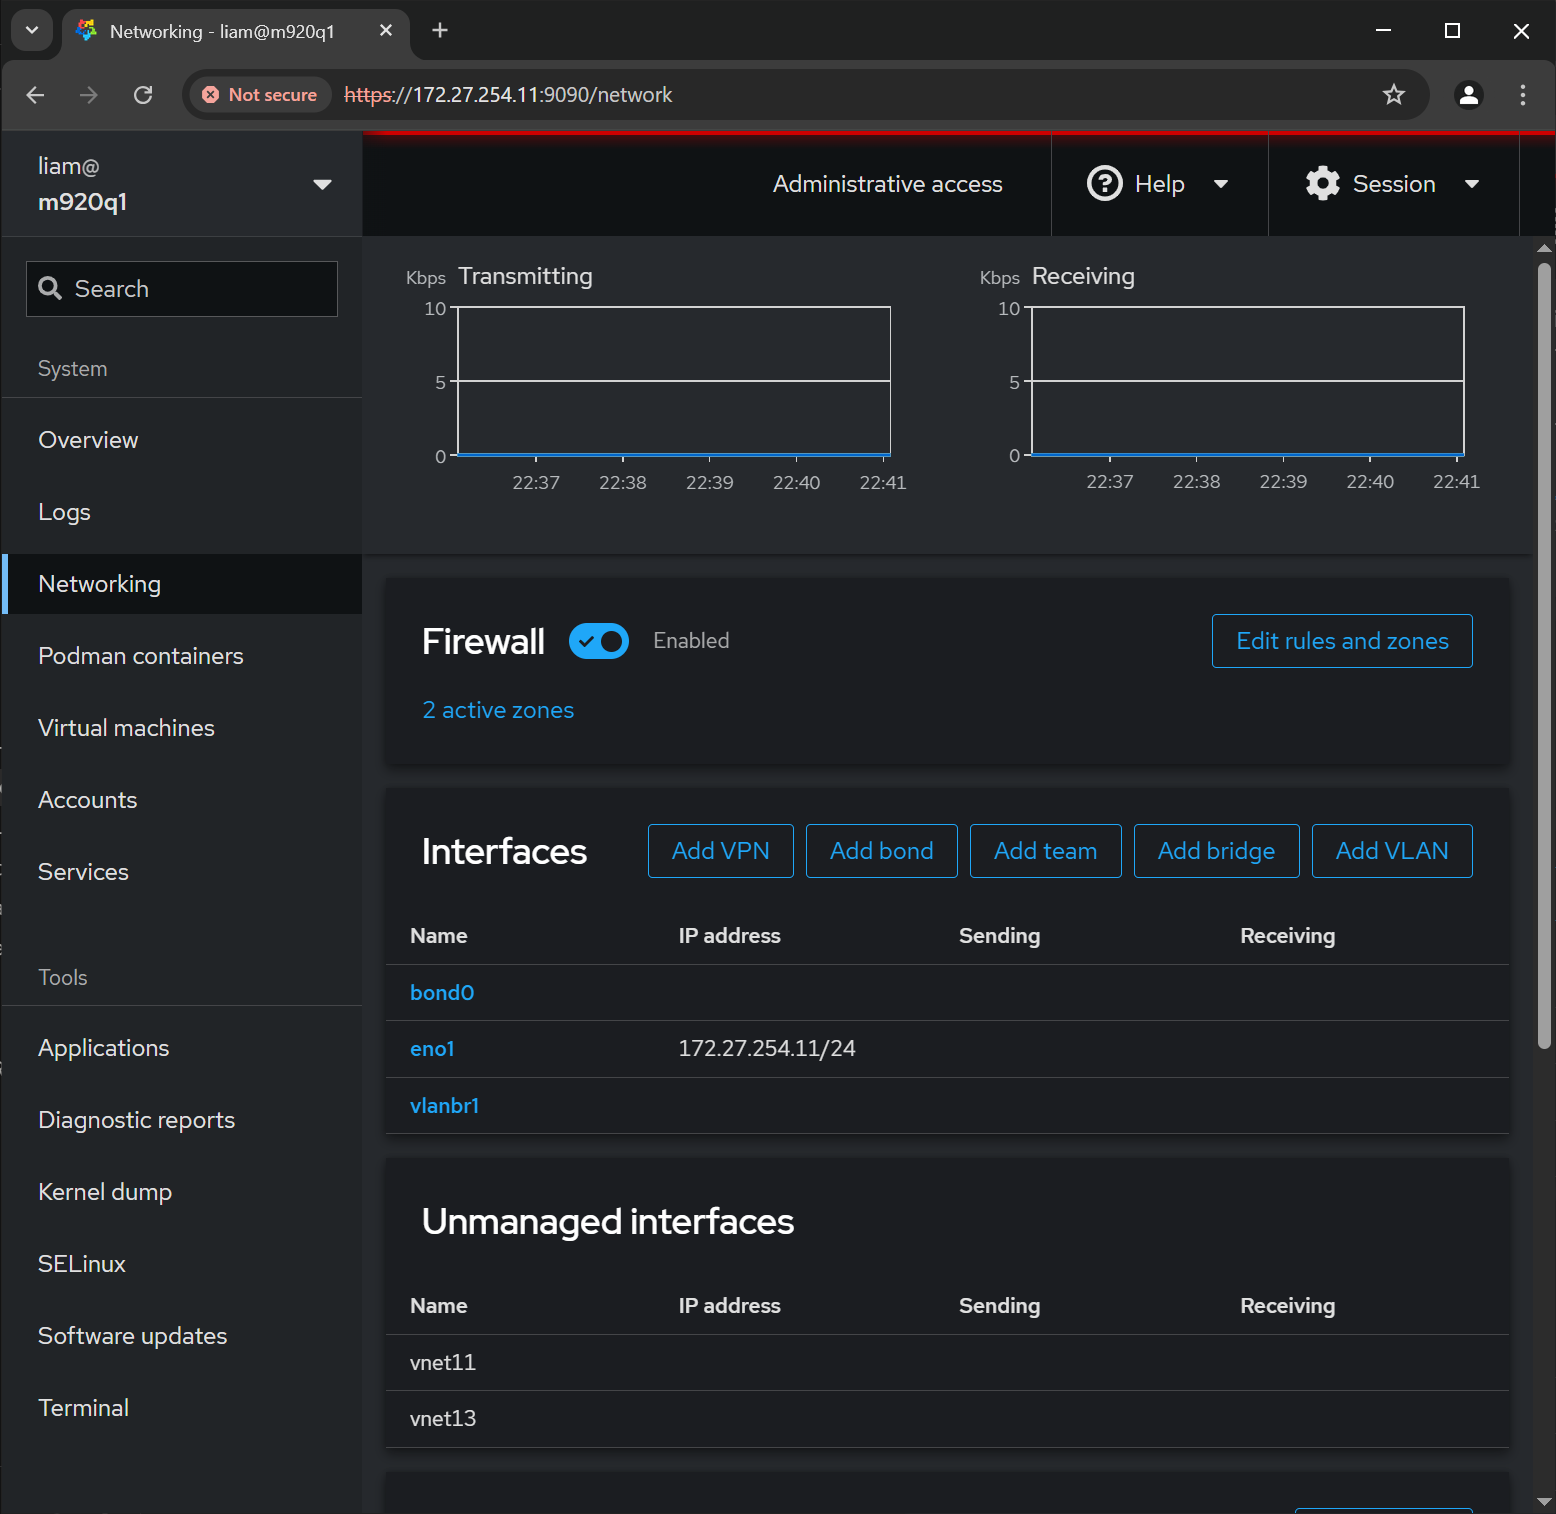 Networking - liam@m920q1
Not secure
https://172.27.254.11:9090/network
liam@
m920q1
Administrative access
Help
Session
Search
System
Overview
Logs
Networking
Podman containers
Virtual machines
Accounts
Services
Tools
Applications
Diagnostic reports
Kernel dump
SELinux
Software updates
Terminal
Kbps Transmitting
10
5
0
22:37 22:38 22:39 22:40 22:41
Kbps Receiving
10
5
0
22:37 22:38 22:39 22:40 22:41
Firewall Enabled
Edit rules and zones
2 active zones
Interfaces
Add VPN Add bond Add team Add bridge Add VLAN
Name IP address Sending Receiving
bond0
eno1 172.27.254.11/24
vlanbr1
Unmanaged interfaces
Name IP address Sending Receiving
vnet11
vnet13